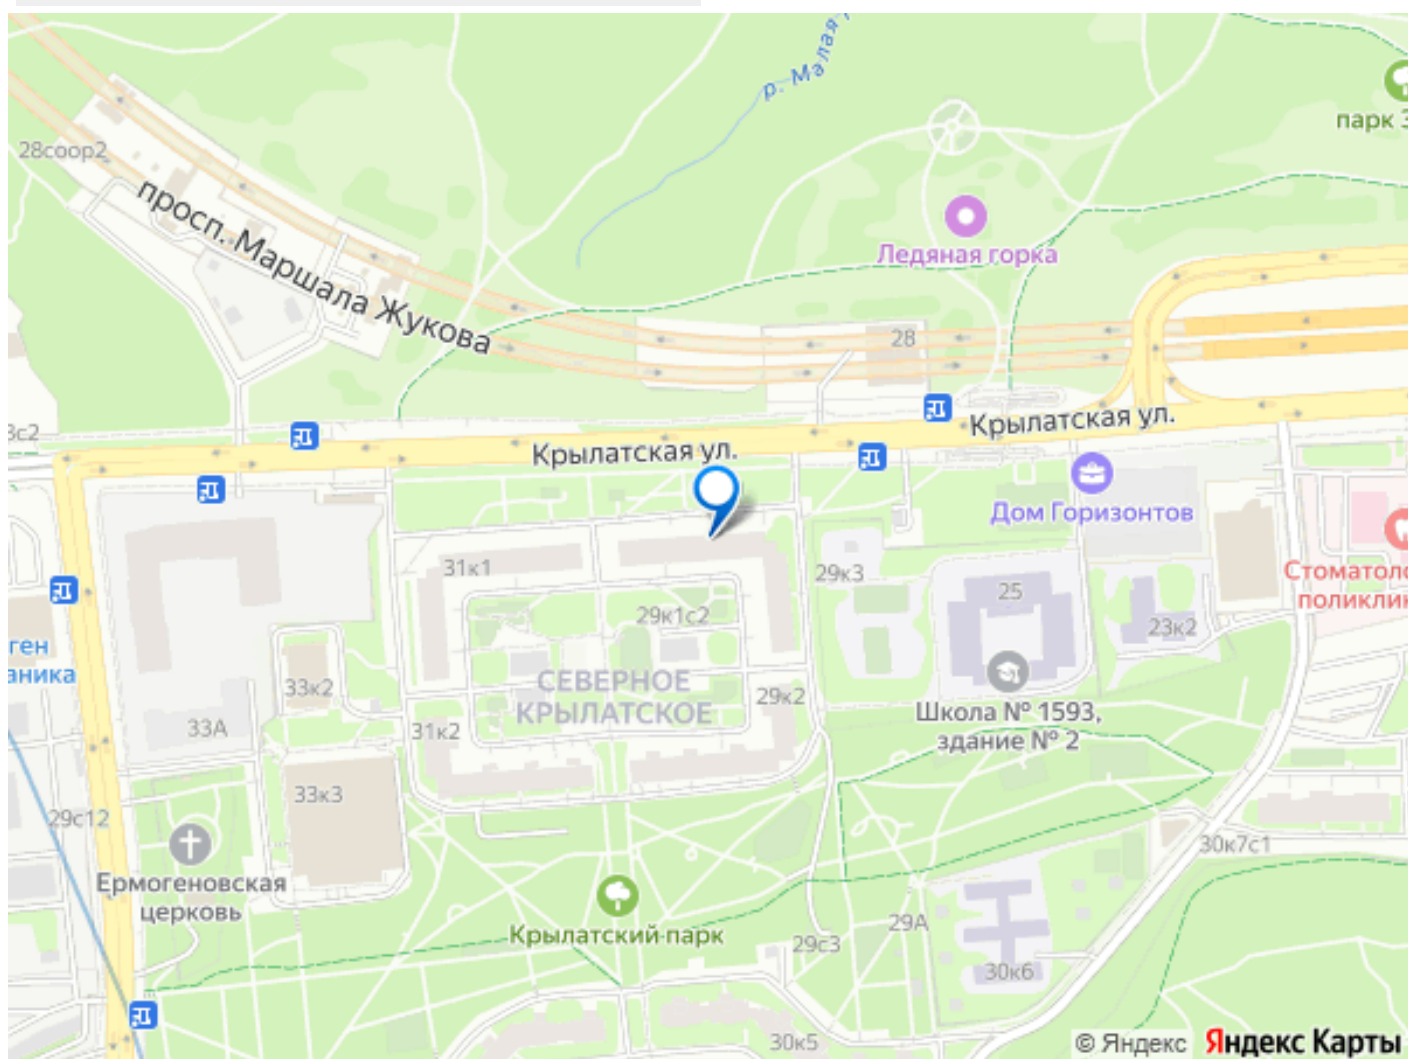 р. Малая
парк З
28соор2
просп. Маршала Жукова
Ледяная горка
28
3с2
Крылатская ул.
Крылатская ул.
Дом Горизонтов
31к1
29к3
25
Стоматоло
поликлин
29к1с2
23к2
ген
аника
33к2
СЕВЕРНОЕ
КРЫЛАТСКОЕ
29к2
33А
31к2
Школа № 1593,
здание № 2
33к3
29с12
30к7с1
Ермогеновская
церковь
Крылатский парк
29А
29с3
30к6
30к5
© Яндекс Яндекс Карты